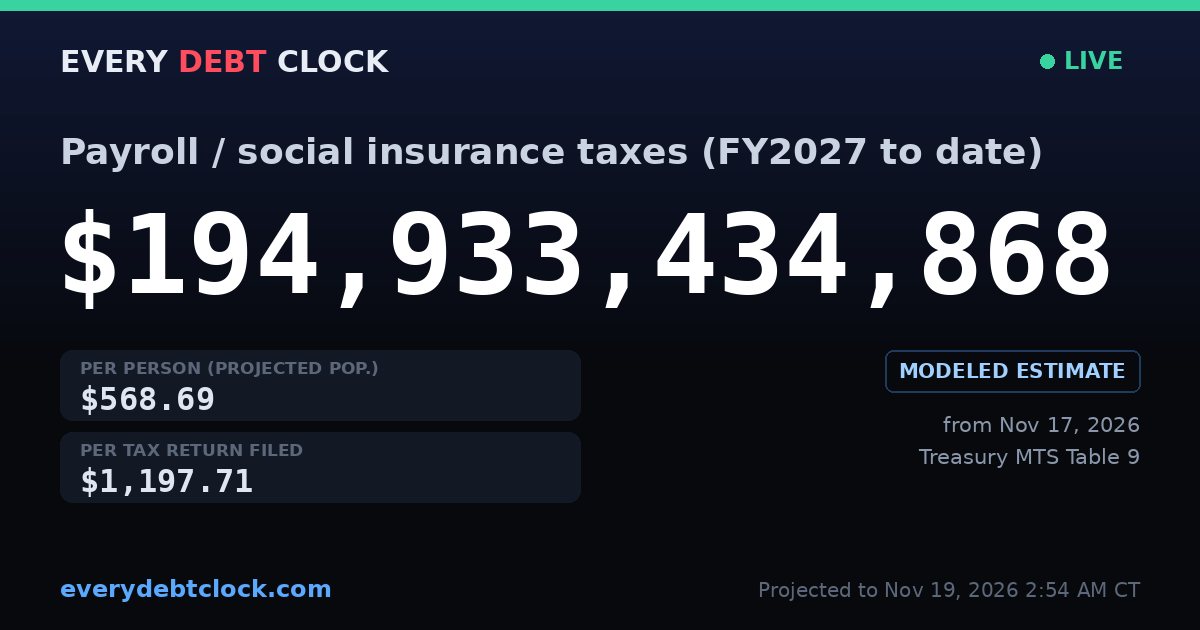 EVERY DEBT CLOCK
LIVE
Payroll / social insurance taxes (FY2027 to date)
$194,933,434,868
PER PERSON (PROJECTED POP.)
$568.69
PER TAX RETURN FILED
$1,197.71
MODELED ESTIMATE
from Nov 17, 2026
Treasury MTS Table 9
everydebtclock.com
Projected to Nov 19, 2026 2:54 AM CT